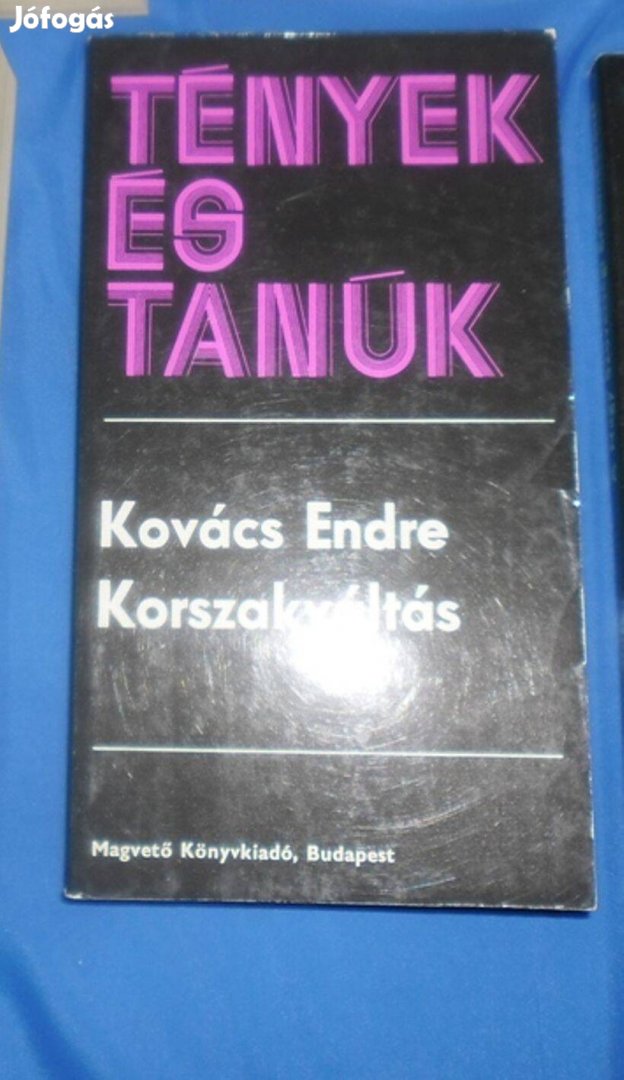 Jófogás
TÉNYEK
ÉS
TANÚK
Kovács Endre
Korszakváltás
Magvető Könyvkiadó, Budapest